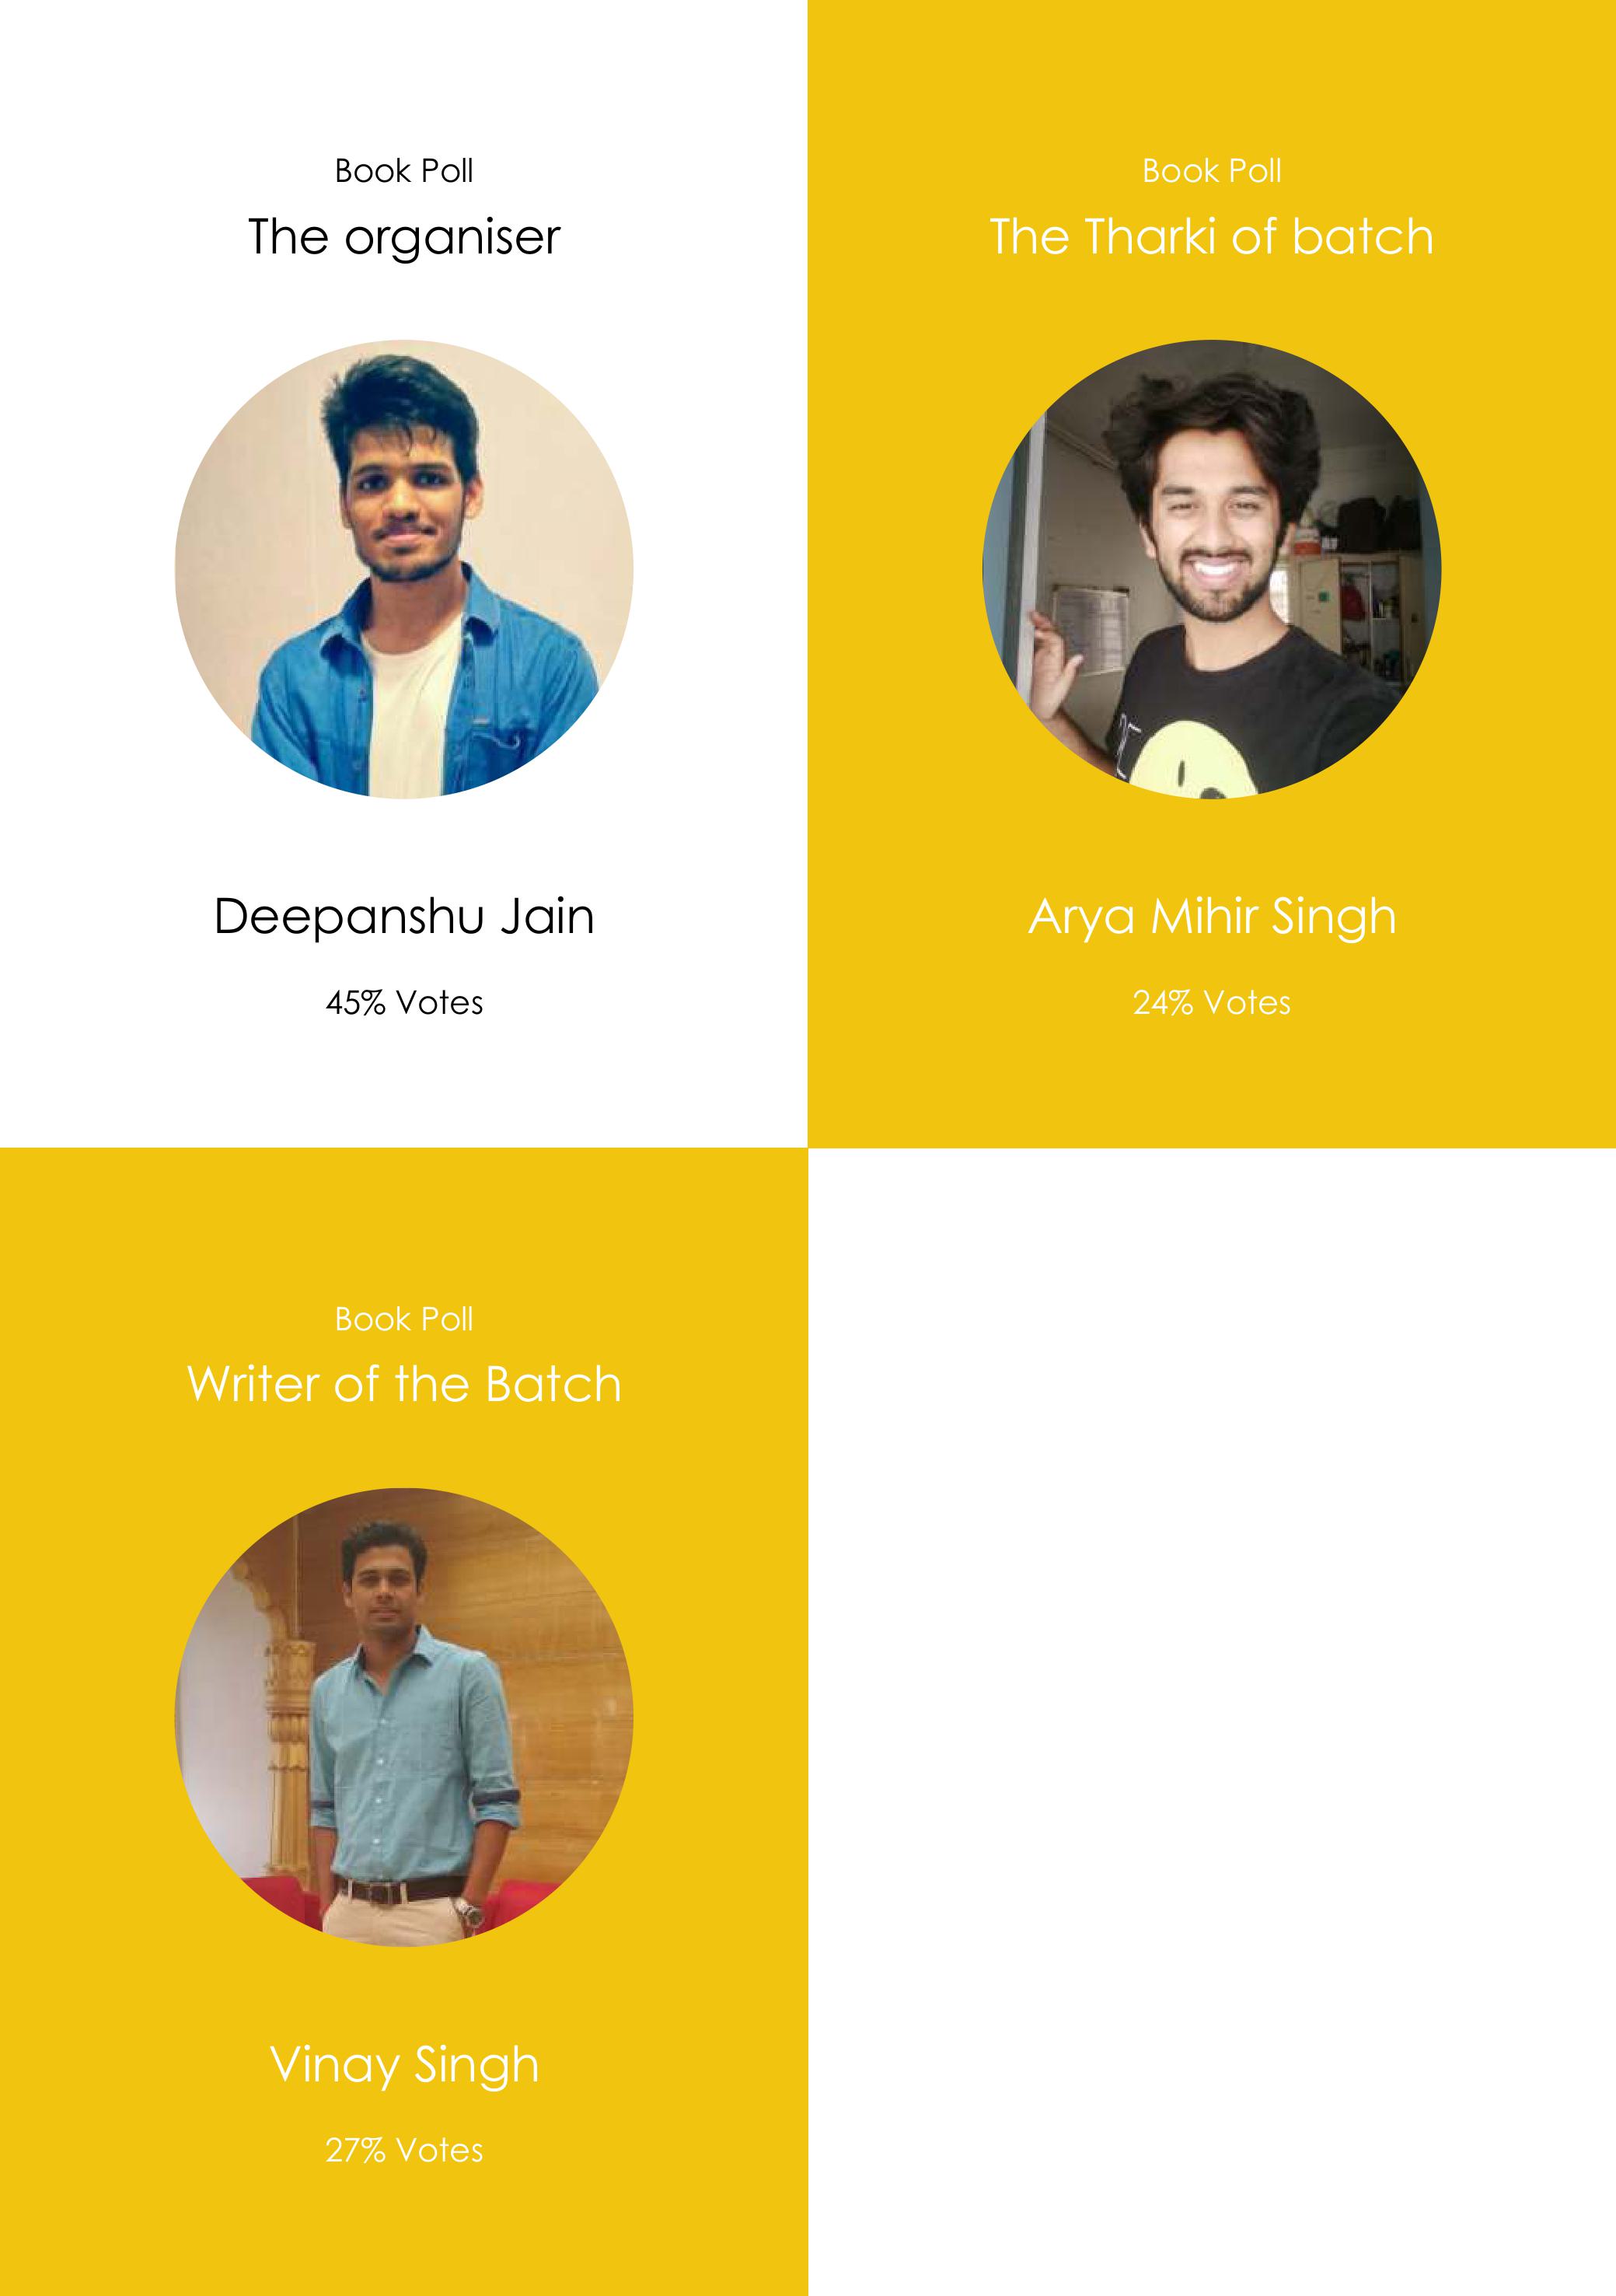 Book Poll
The organiser
Deepanshu Jain
45% Votes
Book Poll
The Tharki of batch
Arya Mihir Singh
24% Votes
Book Poll
Writer of the Batch
Vinay Singh
27% Votes